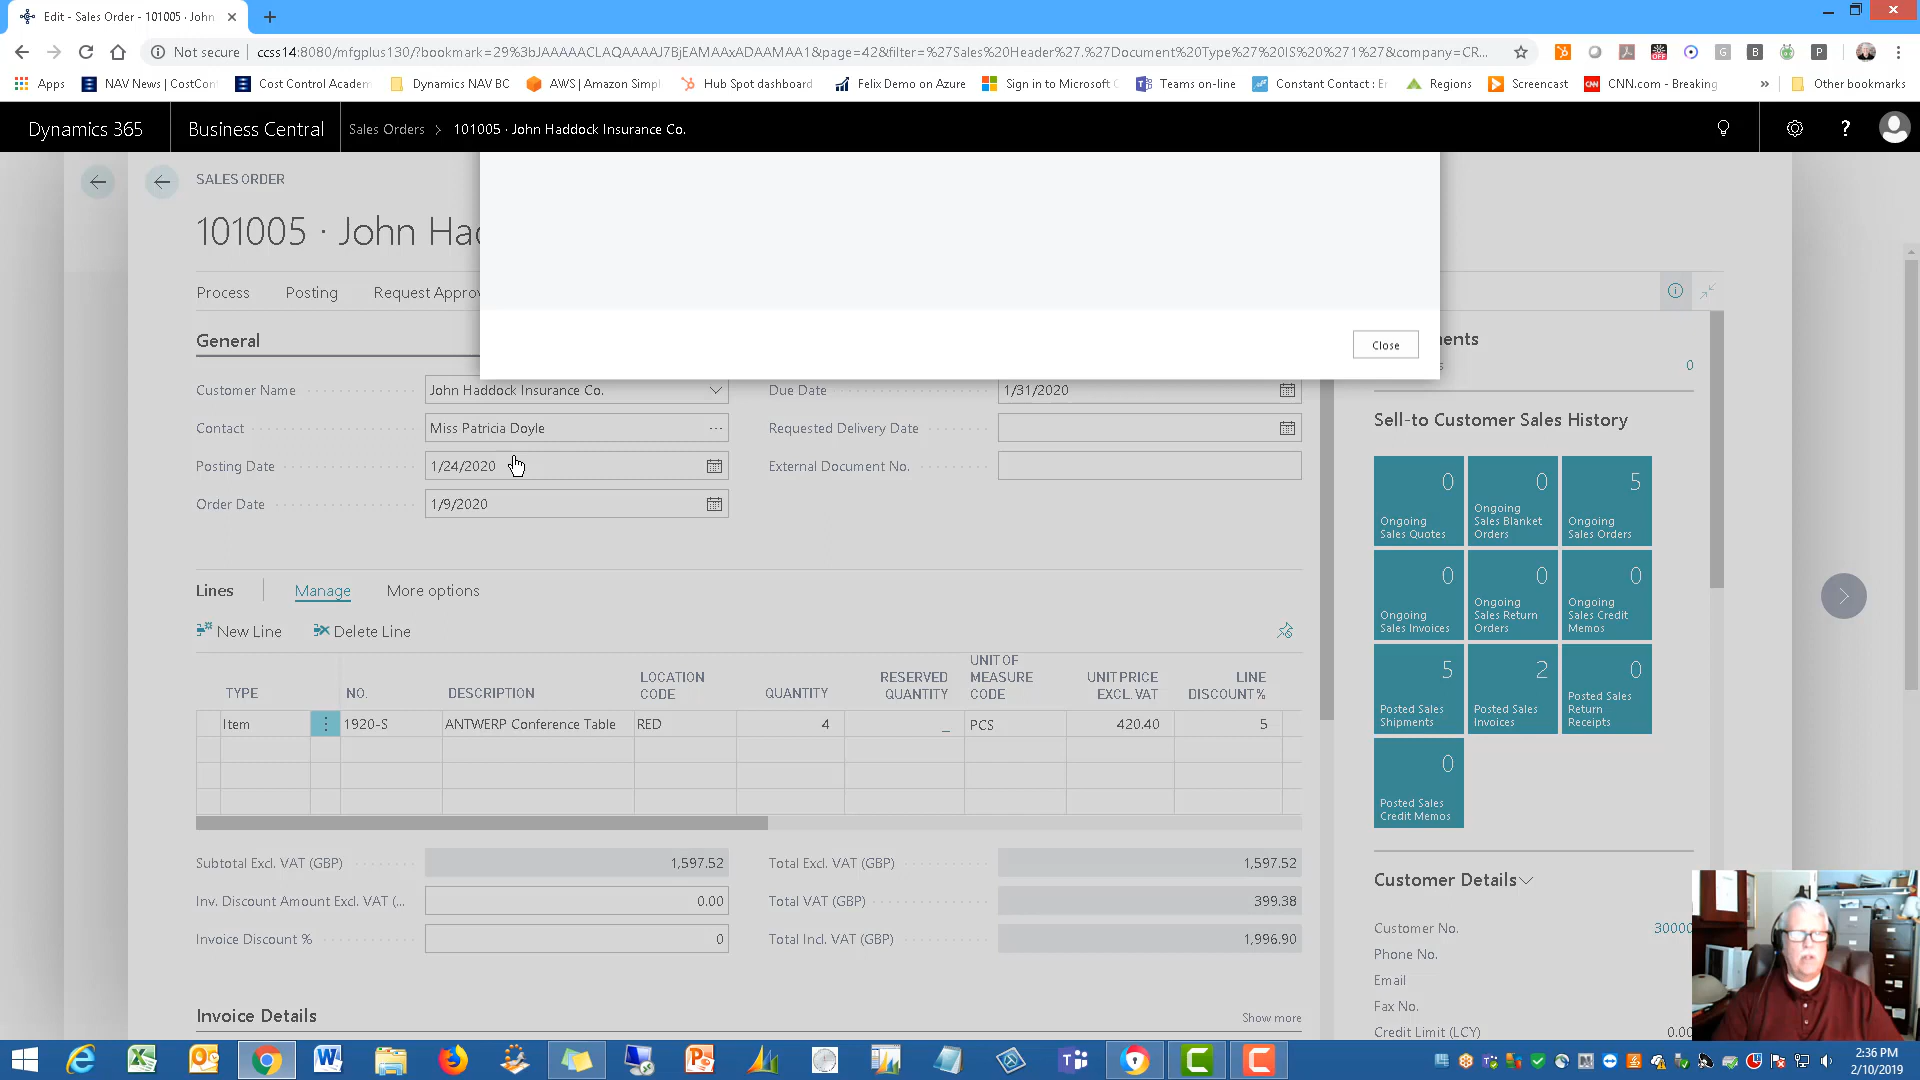 Edit - Sales Order - 101005 · John
Not secure
ccss14:8080/mfgplus130/?bookmark=29%3bJAAAAACLAQAAAAJ7BjEAMAAxADAAMAA1&page=42&filter=%27Sales%20Header%27.%27Document%20Type%27%20IS%20%271%27&company=CR...
Apps
NAV News | CostCont
Cost Control Academ
Dynamics NAV BC
AWS | Amazon Simpl
Hub Spot dashboard
Felix Demo on Azure
Sign in to Microsoft
Teams on-line
Constant Contact : Er
Regions
Screencast
CNN.com - Breaking
Other bookmarks
Dynamics 365
Business Central
Sales Orders > 101005 · John Haddock Insurance Co.
SALES ORDER
101005 · John Hadd
Process
Posting
Request Approv
Close
General
Customer Name
John Haddock Insurance Co.
Contact
Miss Patricia Doyle
Posting Date
1/24/2020
Order Date
1/9/2020
Due Date
1/31/2020
Requested Delivery Date
External Document No.
Lines
Manage
More options
New Line
Delete Line
TYPE
NO.
DESCRIPTION
LOCATION CODE
QUANTITY
RESERVED QUANTITY
UNIT OF MEASURE CODE
UNIT PRICE EXCL. VAT
LINE DISCOUNT %
Item
1920-S
ANTWERP Conference Table
RED
4
_
PCS
420.40
5
Subtotal Excl. VAT (GBP)
1,597.52
Inv. Discount Amount Excl. VAT (...
0.00
Invoice Discount %
0
Total Excl. VAT (GBP)
1,597.52
Total VAT (GBP)
399.38
Total Incl. VAT (GBP)
1,996.90
Invoice Details
Show more
0
Sell-to Customer Sales History
0
Ongoing Sales Quotes
0
Ongoing Sales Blanket Orders
5
Ongoing Sales Orders
0
Ongoing Sales Invoices
0
Ongoing Sales Return Orders
0
Ongoing Sales Credit Memos
5
Posted Sales Shipments
2
Posted Sales Invoices
0
Posted Sales Return Receipts
0
Posted Sales Credit Memos
Customer Details
Customer No.
30000
Phone No.
Email
Fax No.
Credit Limit (LCY)
0.00
2:36 PM
2/10/2019